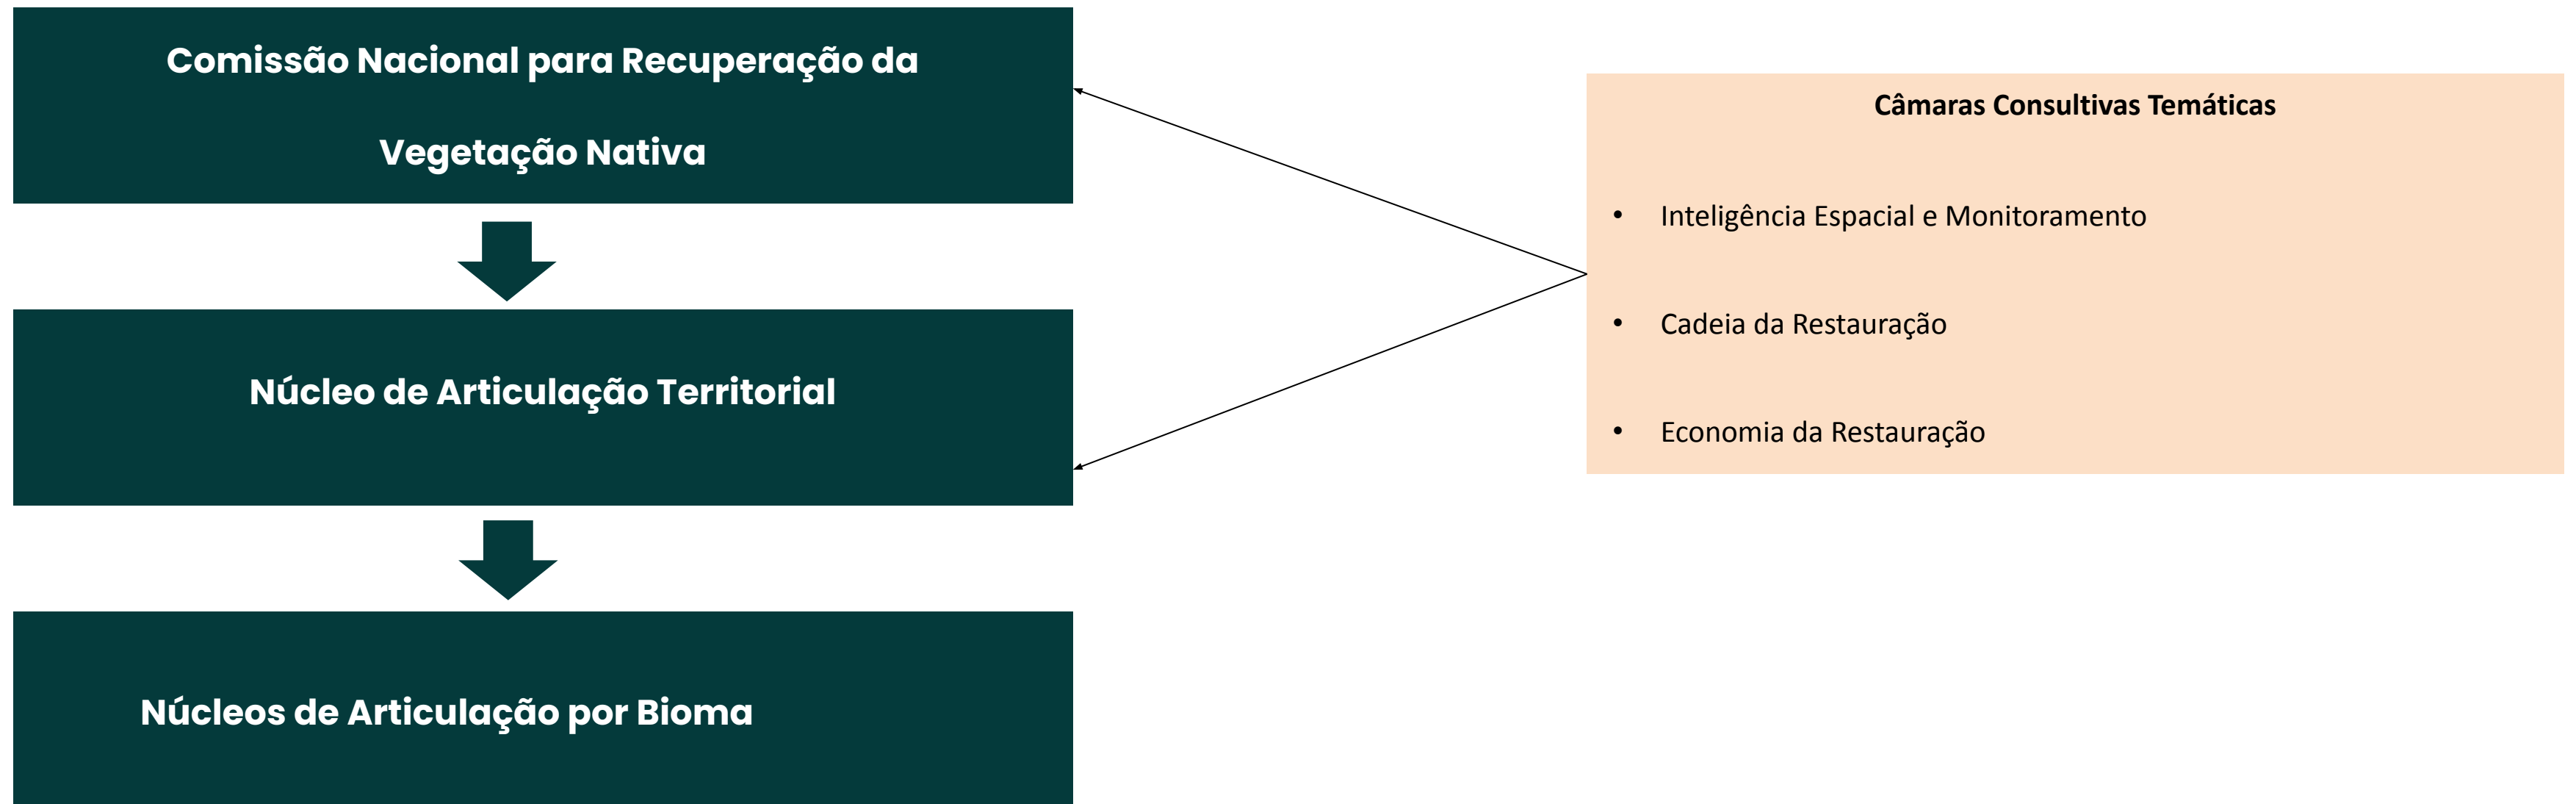 Comissão Nacional para Recuperação da
Vegetação Nativa
Núcleo de Articulação Territorial
Núcleos de Articulação por Bioma
Câmaras Consultivas Temáticas
• Inteligência Espacial e Monitoramento
• Cadeia da Restauração
• Economia da Restauração